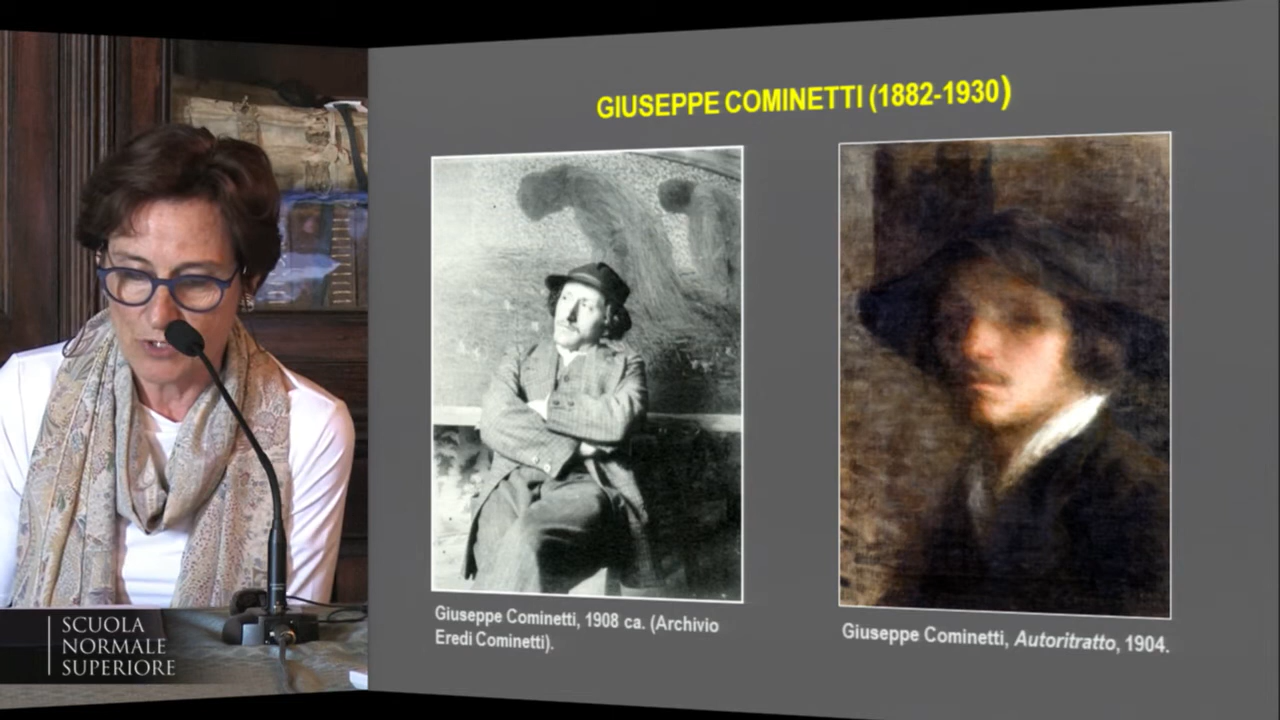 GIUSEPPE COMINETTI (1882-1930)
Giuseppe Cominetti, 1908 ca. (Archivio
Eredi Cominetti).
Giuseppe Cominetti, Autoritratto, 1904.
SCUOLA
NORMALE
SUPERIORE